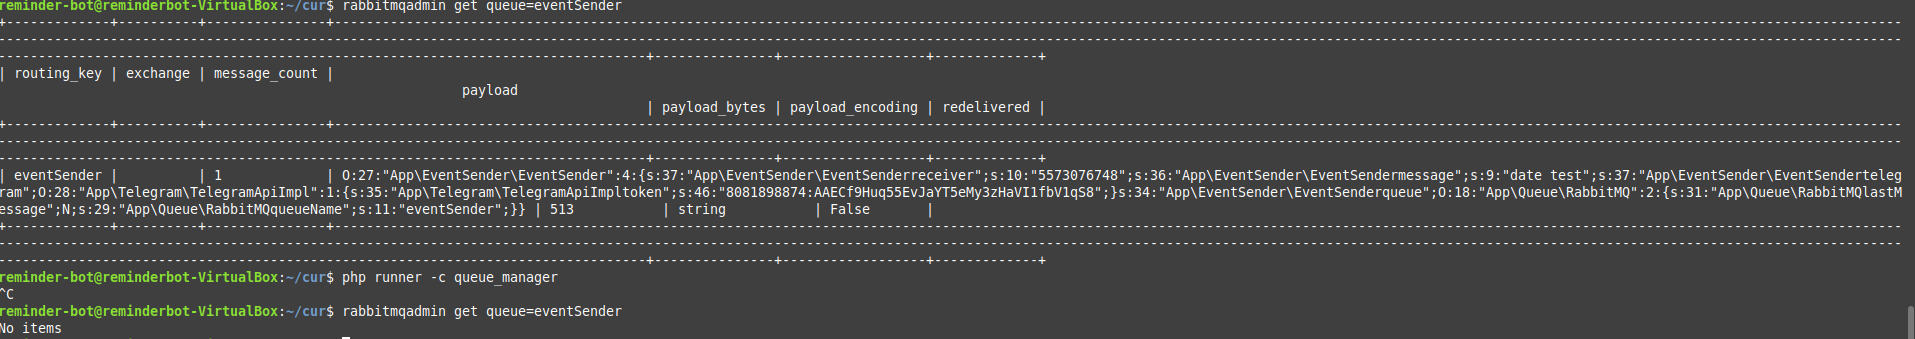 reminder-bot@reminderbot-VirtualBox:~/cur$ rabbitmqadmin get queue=eventSender
| routing_key | exchange | message_count |
payload
| payload_bytes | payload_encoding | redelivered |
| eventSender |          | 1             | O:27:"App\EventSender\EventSender":4:{s:37:"App\EventSender\EventSenderreceiver";s:10:"5573076748";s:36:"App\EventSender\EventSendermessage";s:9:"date test";s:37:"App\EventSender\EventSenderteleg
ram";O:28:"App\Telegram\TelegramApiImpl":1:{s:35:"App\Telegram\TelegramApiImpltoken";s:46:"8081898874:AAECf9Huq55EvJaYT5eMy3zHaVI1fbV1qS8";}s:34:"App\EventSender\EventSenderqueue";O:18:"App\Queue\RabbitMQ":2:{s:31:"App\Queue\RabbitMQlastM
essage";N;s:29:"App\Queue\RabbitMQqueueName";s:11:"eventSender";}} | 513           | string           | False       |
reminder-bot@reminderbot-VirtualBox:~/cur$ php runner -c queue_manager
^C
reminder-bot@reminderbot-VirtualBox:~/cur$ rabbitmqadmin get queue=eventSender
No items